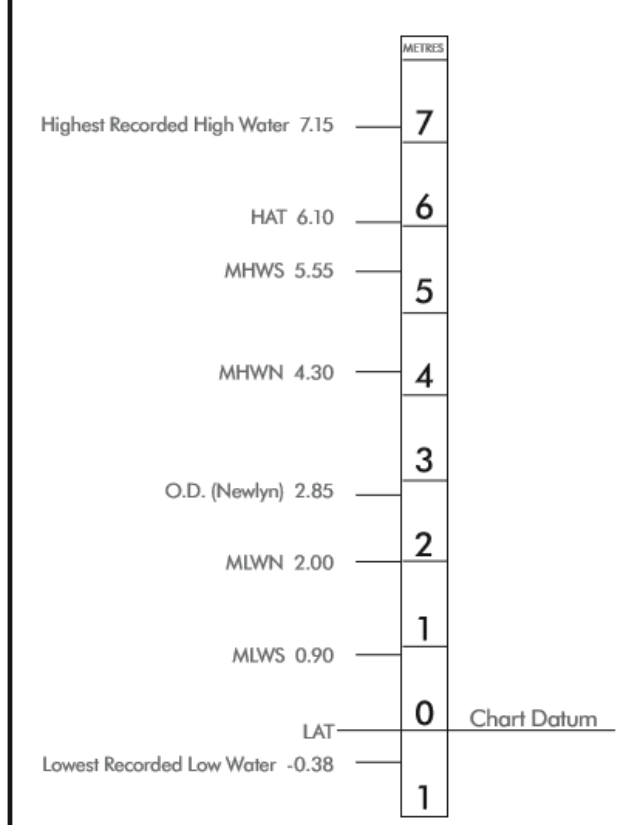 METRES
Highest Recorded High Water 7.15
7
HAT 6.10
6
MHWS 5.55
5
MHWN 4.30
4
3
O.D. (Newlyn) 2.85
2
MLWN 2.00
1
MLWS 0.90
0
Chart Datum
LAT
Lowest Recorded Low Water -0.38
1